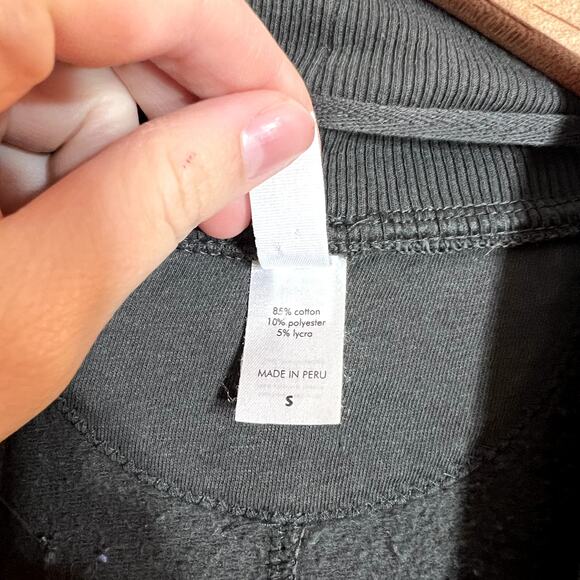 85% cotton
10% polyester
5% lycra
MADE IN PERU
S